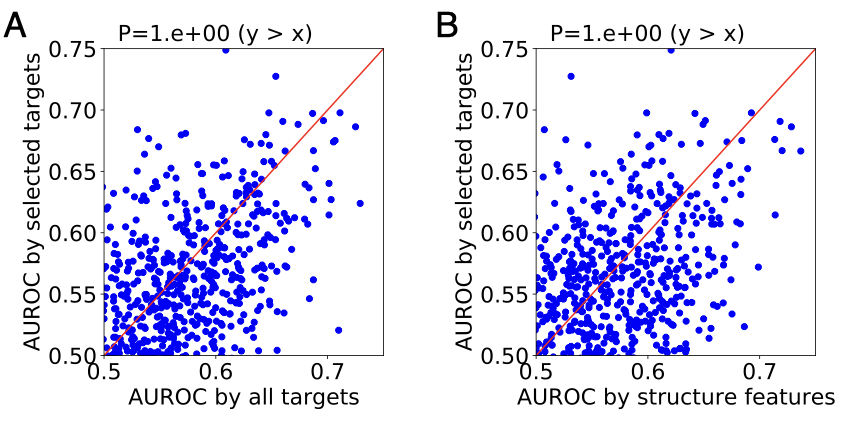 A
P=1.e+00 (y > x)
AUROC by selected targets
0.75
0.70
0.65
0.60
0.55
0.50
0.5
0.6
0.7
AUROC by all targets
B
P=1.e+00 (y > x)
AUROC by selected targets
0.75
0.70
0.65
0.60
0.55
0.50
0.5
0.6
0.7
AUROC by structure features